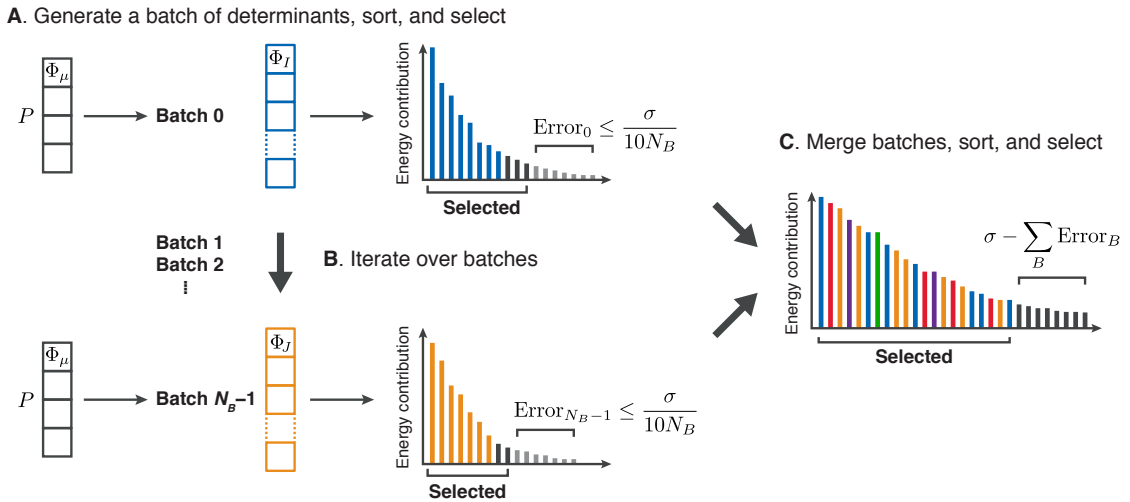 A. Generate a batch of determinants, sort, and select
P
Φ_μ
Batch 0
Φ_I
Energy contribution
Error_0 ≤ σ/10N_B
Selected
Batch 1
Batch 2
⋮
B. Iterate over batches
P
Φ_μ
Batch N_B–1
Φ_J
Energy contribution
Error_{N_B−1} ≤ σ/10N_B
Selected
C. Merge batches, sort, and select
Energy contribution
σ − ∑_B Error_B
Selected